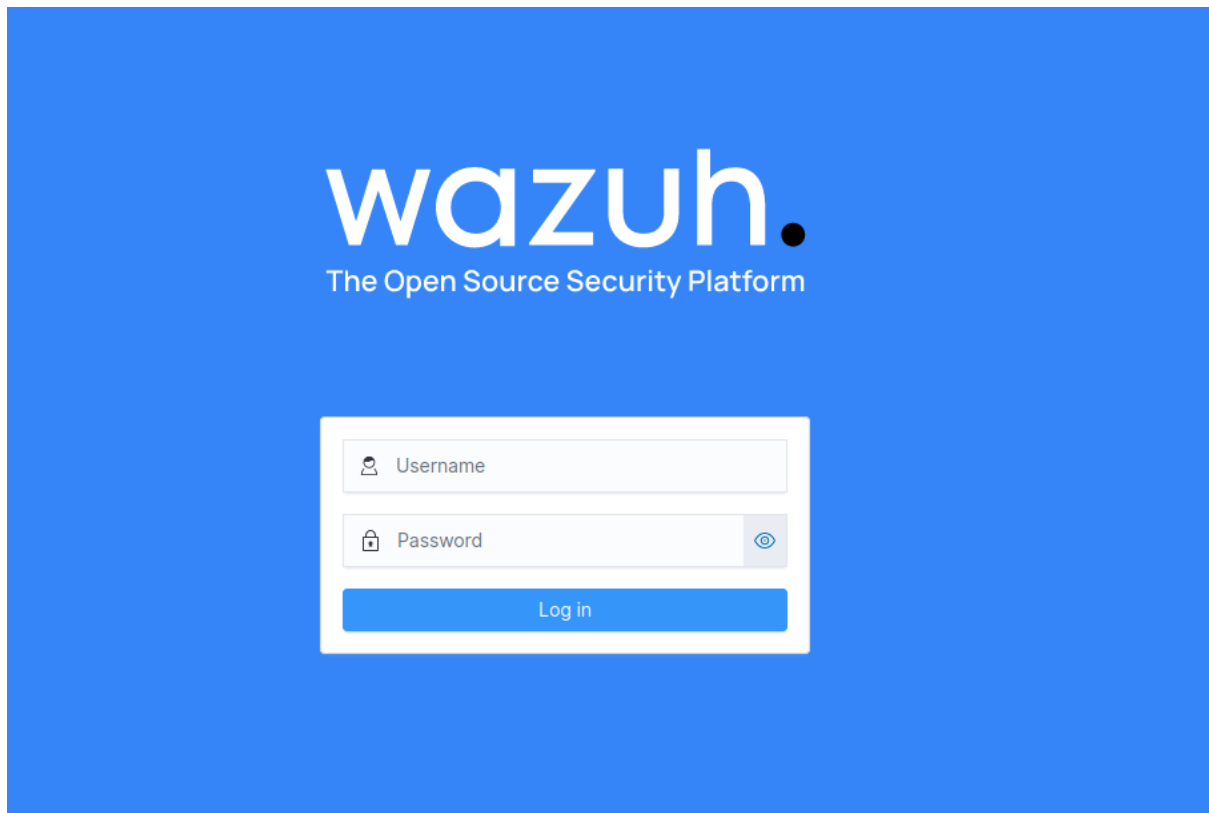 wazuh.
The Open Source Security Platform
Username
Password
Log in